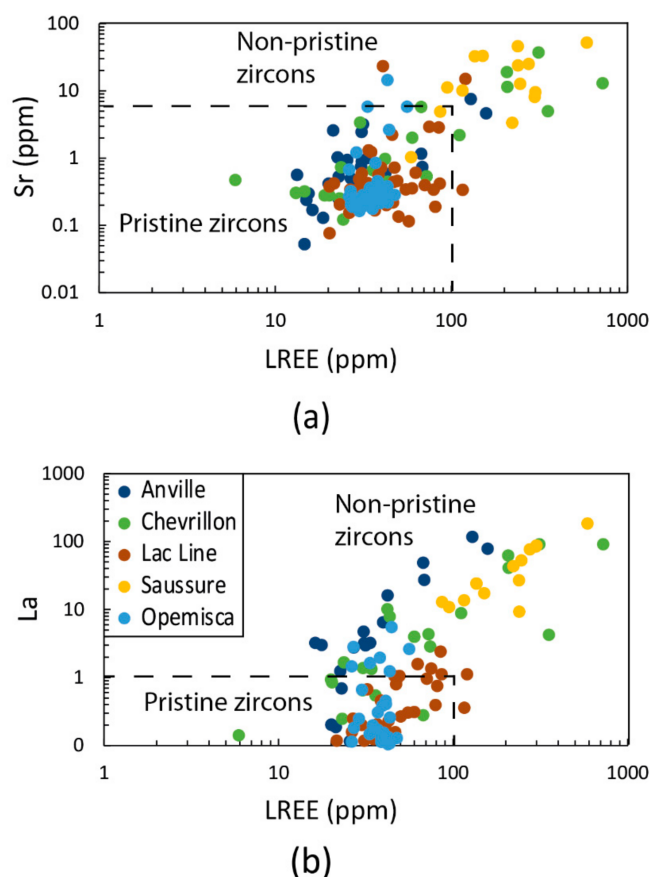 100
10
1
0.1
0.01
Sr (ppm)
Non-pristine
zircons
Pristine zircons
1
10
100
1000
LREE (ppm)
(a)
1000
100
10
1
0
La
Anville
Chevrillon
Lac Line
Saussure
Opemisca
Non-pristine
zircons
Pristine zircons
1
10
100
1000
LREE (ppm)
(b)